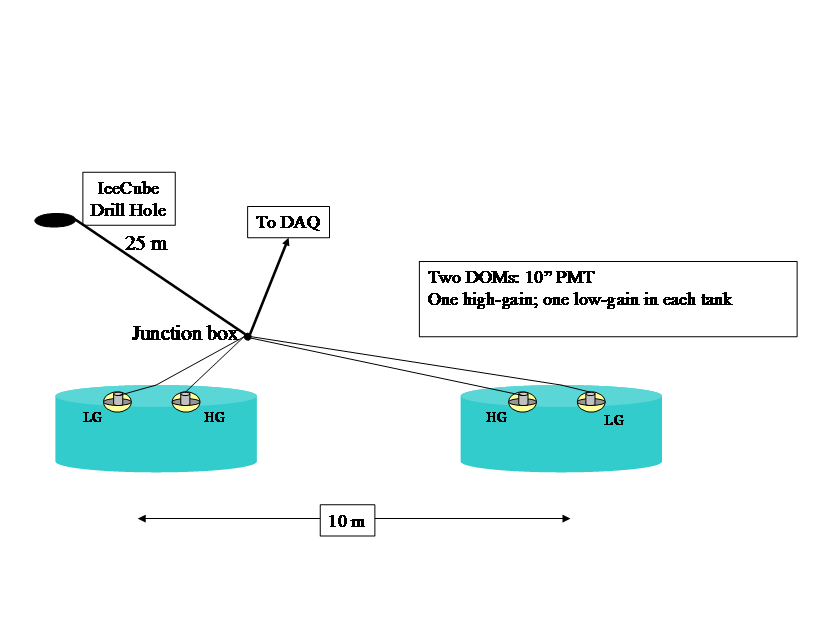 IceCube
Drill Hole
To DAQ
25 m
Two DOMs: 10” PMT
One high-gain; one low-gain in each tank
Junction box
LG
HG
HG
LG
10 m